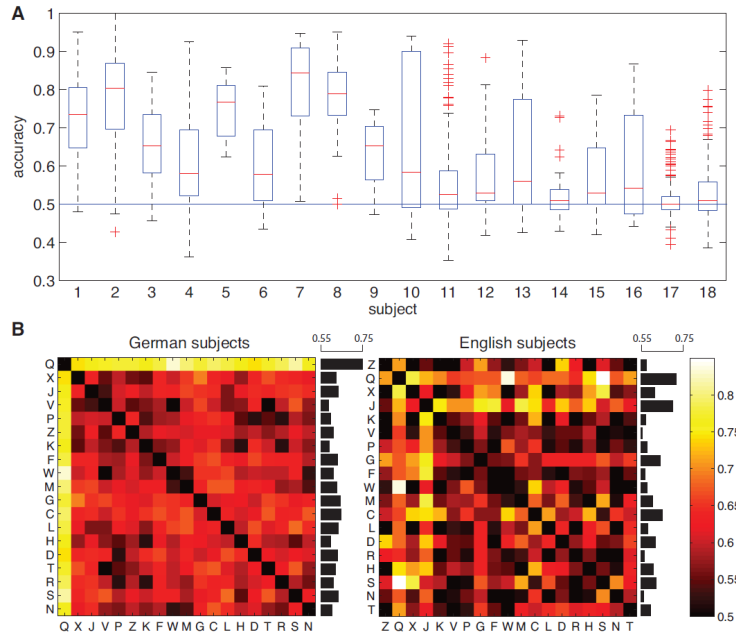 A
1
0.9
0.8
0.7
0.6
0.5
0.4
0.3
accuracy
1 2 3 4 5 6 7 8 9 10 11 12 13 14 15 16 17 18
subject
B
German subjects
0.55 0.75
English subjects
0.55 0.75
Q
X
J
V
P
Z
K
F
W
M
G
C
L
H
D
T
R
S
N
Q X J V P Z K F W M G C L H D T R S N
Z
Q
X
J
K
V
P
G
F
W
M
C
L
D
R
H
S
N
T
Z Q X J K V P G F W M C L D R H S N T
0.8
0.75
0.7
0.65
0.6
0.55
0.5